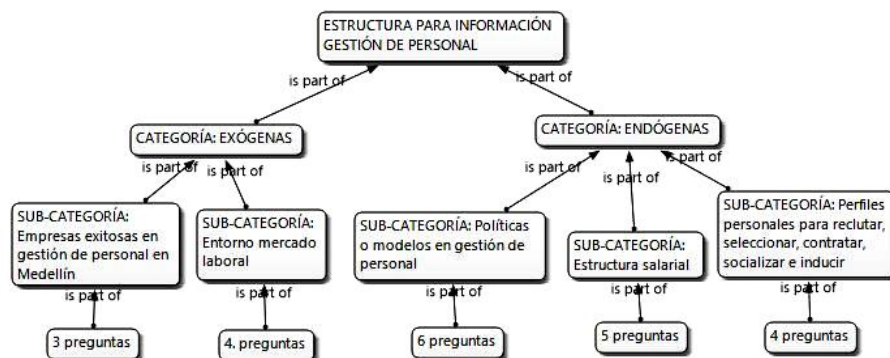 ESTRUCTURA PARA INFORMACIÓN
GESTIÓN DE PERSONAL
is part of
is part of
CATEGORÍA: EXÓGENAS
CATEGORÍA: ENDÓGENAS
is part of
is part of
is part of
is part of
is part of
SUB-CATEGORÍA:
Empresas exitosas en
gestión de personal en
Medellín
SUB-CATEGORÍA:
Entorno mercado
laboral
SUB-CATEGORÍA: Políticas
o modelos en gestión de
personal
SUB-CATEGORÍA:
Estructura salarial
SUB-CATEGORÍA: Perfiles
personales para reclutar,
seleccionar, contratar,
socializar e inducir
is part of
is part of
is part of
is part of
is part of
3 preguntas
4. preguntas
6 preguntas
5 preguntas
4 preguntas